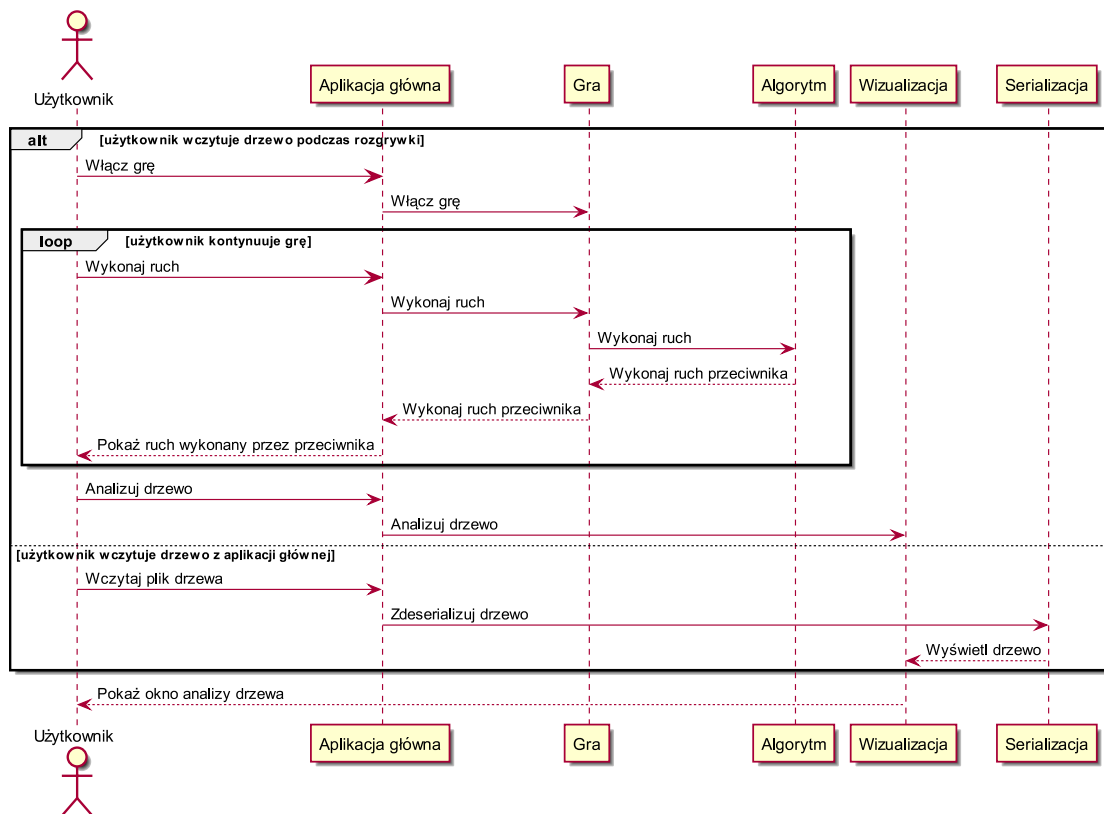 Użytkownik
Aplikacja główna
Gra
Algorytm
Wizualizacja
Serializacja
alt [użytkownik wczytuje drzewo podczas rozgrywki]
Włącz grę
Włącz grę
loop [użytkownik kontynuuje grę]
Wykonaj ruch
Wykonaj ruch
Wykonaj ruch
Wykonaj ruch przeciwnika
Wykonaj ruch przeciwnika
Pokaż ruch wykonany przez przeciwnika
Analizuj drzewo
Analizuj drzewo
[użytkownik wczytuje drzewo z aplikacji głównej]
Wczytaj plik drzewa
Zdeserializuj drzewo
Wyświetl drzewo
Pokaż okno analizy drzewa
Użytkownik
Aplikacja główna
Gra
Algorytm
Wizualizacja
Serializacja